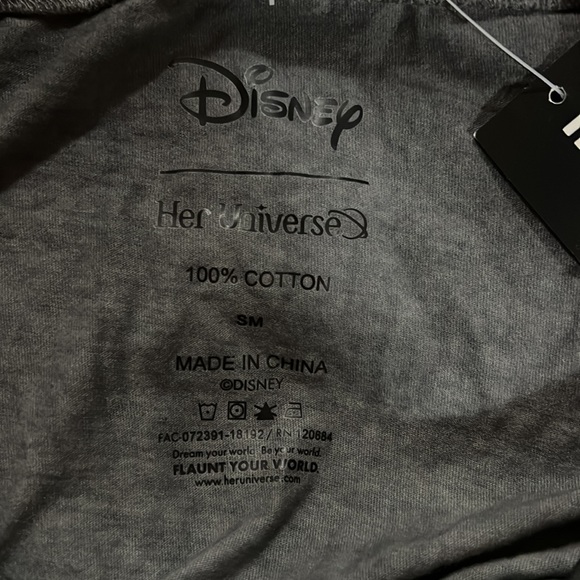 Disney
Her Universe
100% COTTON
SM
MADE IN CHINA
©DISNEY
FAC-072391-18192 / RN 120884
Dream your world. Be your world.
FLAUNT YOUR WORLD.
www.heruniverse.com